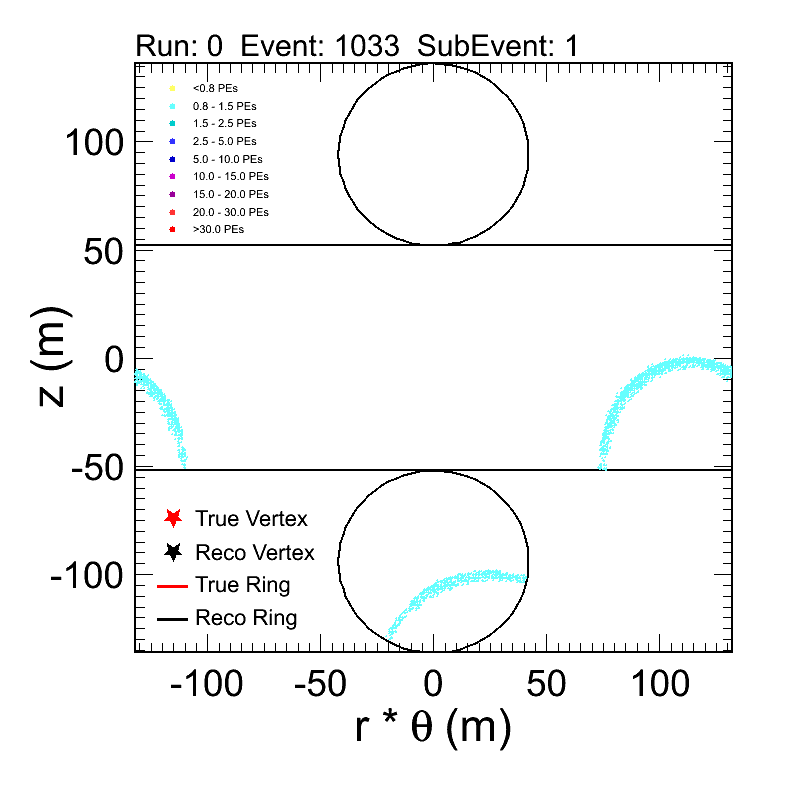 Run: 0  Event: 1033  SubEvent: 1
<0.8 PEs
0.8 - 1.5 PEs
1.5 - 2.5 PEs
2.5 - 5.0 PEs
5.0 - 10.0 PEs
10.0 - 15.0 PEs
15.0 - 20.0 PEs
20.0 - 30.0 PEs
>30.0 PEs
100
50
0
-50
-100
z (m)
True Vertex
Reco Vertex
True Ring
Reco Ring
-100 -50 0 50 100
r * θ (m)